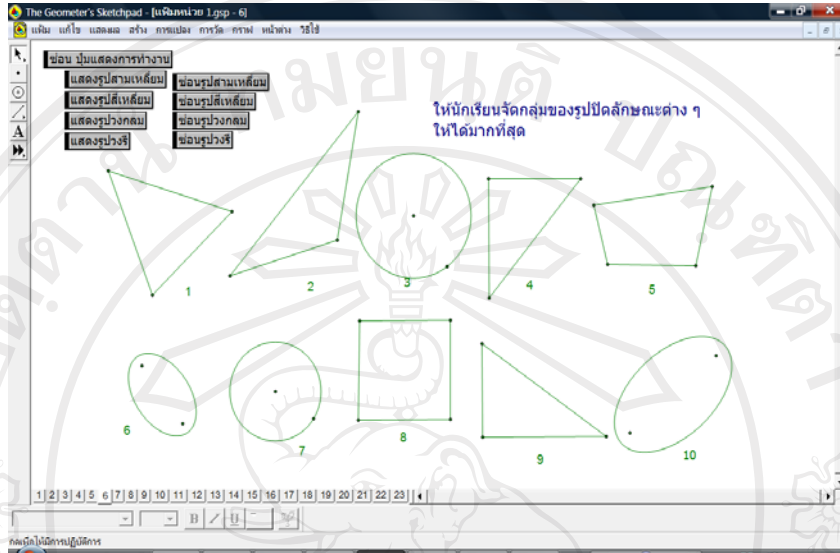 The Geometer's Sketchpad - [แฟ้มหน่วย 1.gsp - 6]
แฟ้ม แก้ไข แสดงผล สร้าง การแปลง การวัด กราฟ หน้าต่าง วิธีใช้
ซ่อน ปุ่มแสดงการทำงาน
แสดงรูปสามเหลี่ยม ซ่อนรูปสามเหลี่ยม
แสดงรูปสี่เหลี่ยม ซ่อนรูปสี่เหลี่ยม
แสดงรูปวงกลม ซ่อนรูปวงกลม
แสดงรูปวงรี ซ่อนรูปวงรี
ให้นักเรียนจัดกลุ่มของรูปปิดลักษณะต่าง ๆ
ให้ได้มากที่สุด
A
1 2 3 4 5
6 7 8 9 10
1 2 3 4 5 6 7 8 9 10 11 12 13 14 15 16 17 18 19 20 21 22 23
B I U